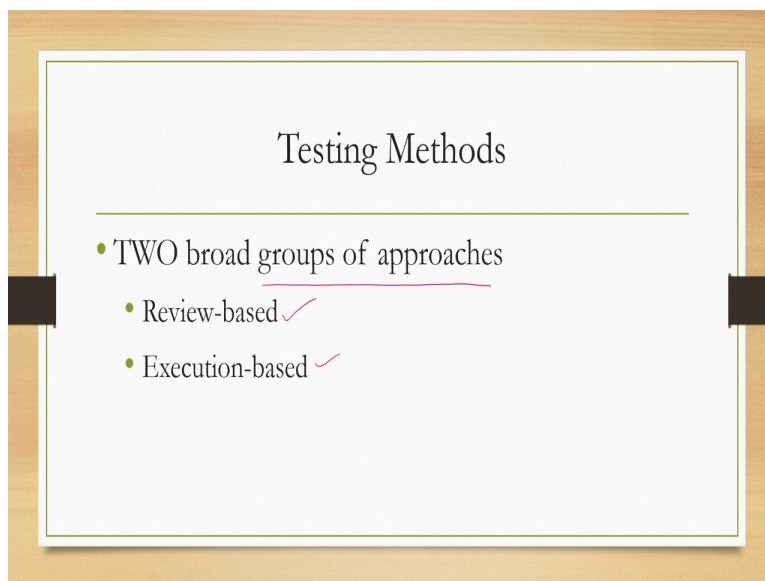 Testing Methods
• TWO broad groups of approaches
• Review-based
• Execution-based